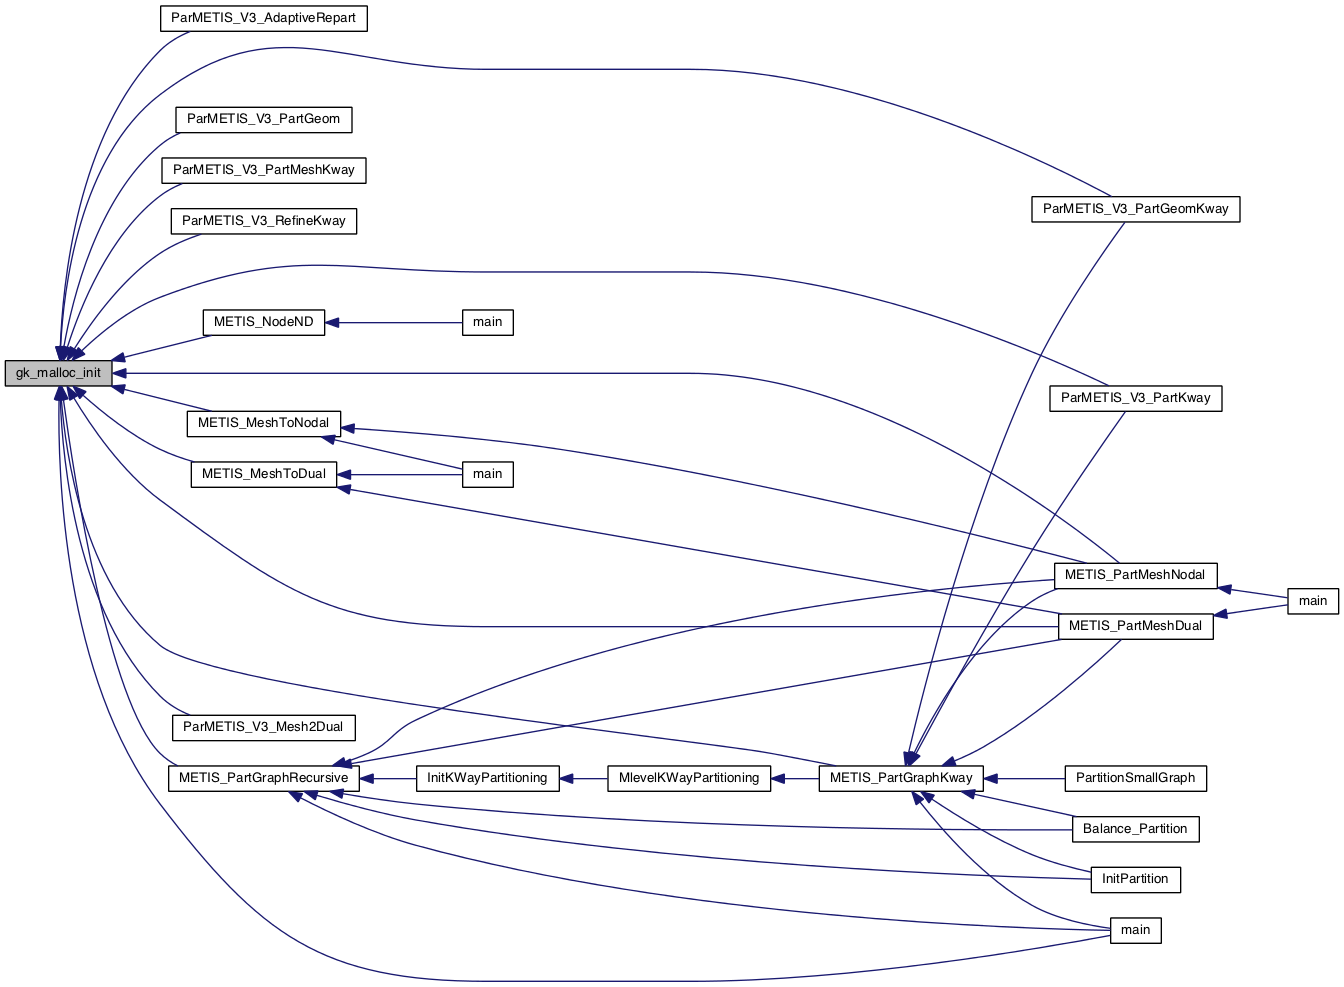 ParMETIS_V3_AdaptiveRepart
ParMETIS_V3_PartGeom
ParMETIS_V3_PartMeshKway
ParMETIS_V3_PartGeomKway
ParMETIS_V3_RefineKway
METIS_NodeND
main
gk_malloc_init
ParMETIS_V3_PartKway
METIS_MeshToNodal
METIS_MeshToDual
main
METIS_PartMeshNodal
main
METIS_PartMeshDual
ParMETIS_V3_Mesh2Dual
METIS_PartGraphRecursive
InitKWayPartitioning
MlevelKWayPartitioning
METIS_PartGraphKway
PartitionSmallGraph
Balance_Partition
InitPartition
main